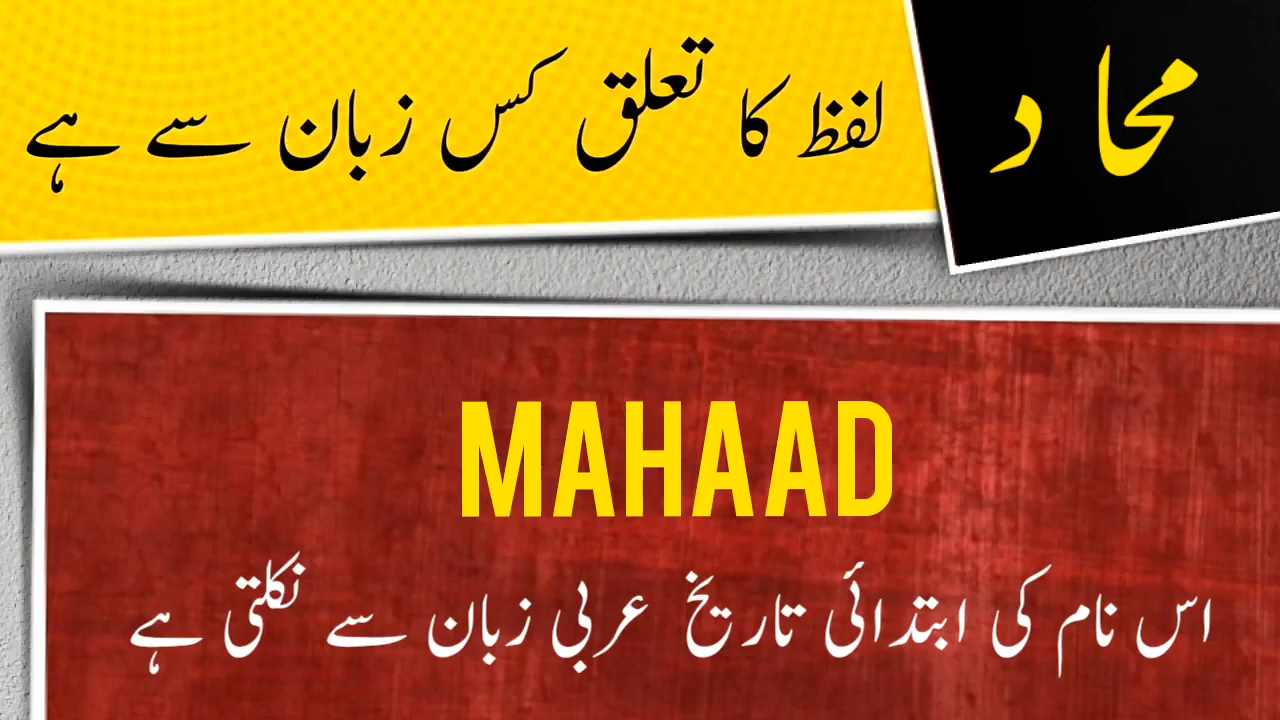 محاد
لفظ کا تعلق کس زبان سے ہے
MAHAAD
اس نام کی ابتدائی تاریخ عربی زبان سے نکلتی ہے